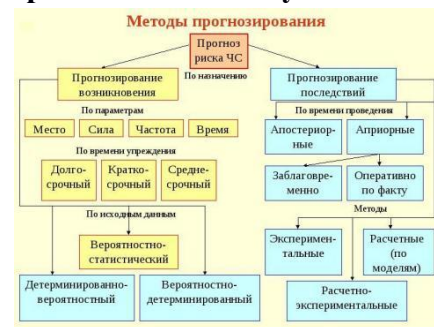 Методы прогнозирования
Прогноз
риска ЧС
По назначению
Прогнозирование
возникновения
Прогнозирование
последствий
По параметрам
Место
Сила
Частота
Время
По времени упреждения
Долго-
срочный
Кратко-
срочный
Средне-
срочный
По исходным данным
Вероятностно-
статистический
Детерминированно-
вероятностный
Вероятностно-
детерминированный
По времени проведения
Апостериор-
ные
Априорные
Заблаговре-
менно
Оперативно
по факту
Методы
Эксперимен-
тальные
Расчетные
(по
моделям)
Расчетно-
экспериментальные